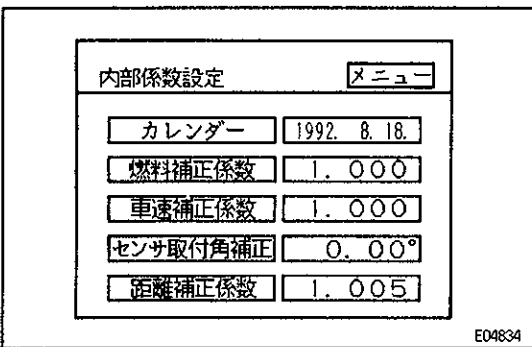 内部係数設定 メニュー
カレンダー 1992. 8. 18.
燃料補正係数 1. 000
車速補正係数 1. 000
センサ取付角補正 0. 00°
距離補正係数 1. 005
E04834